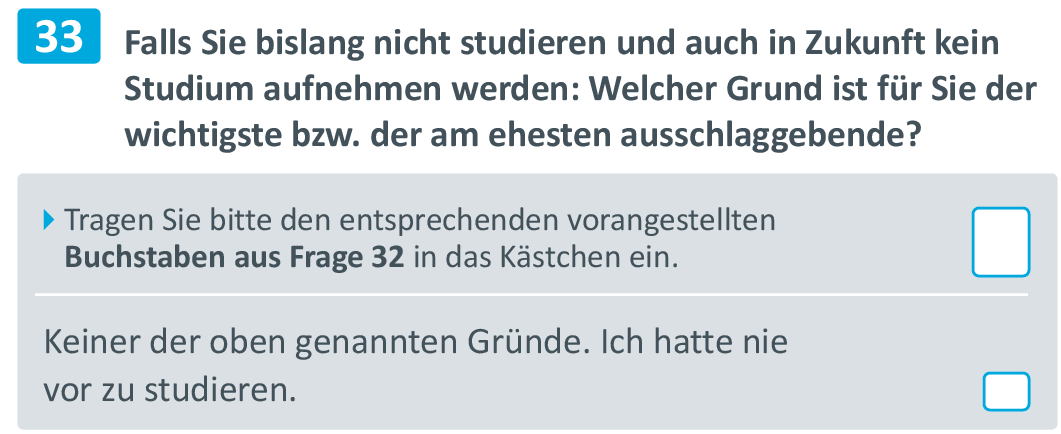 33
Falls Sie bislang nicht studieren und auch in Zukunft kein
Studium aufnehmen werden: Welcher Grund ist für Sie der
wichtigste bzw. der am ehesten ausschlaggebende?
Tragen Sie bitte den entsprechenden vorangestellten
Buchstaben aus Frage 32 in das Kästchen ein.
Keiner der oben genannten Gründe. Ich hatte nie
vor zu studieren.